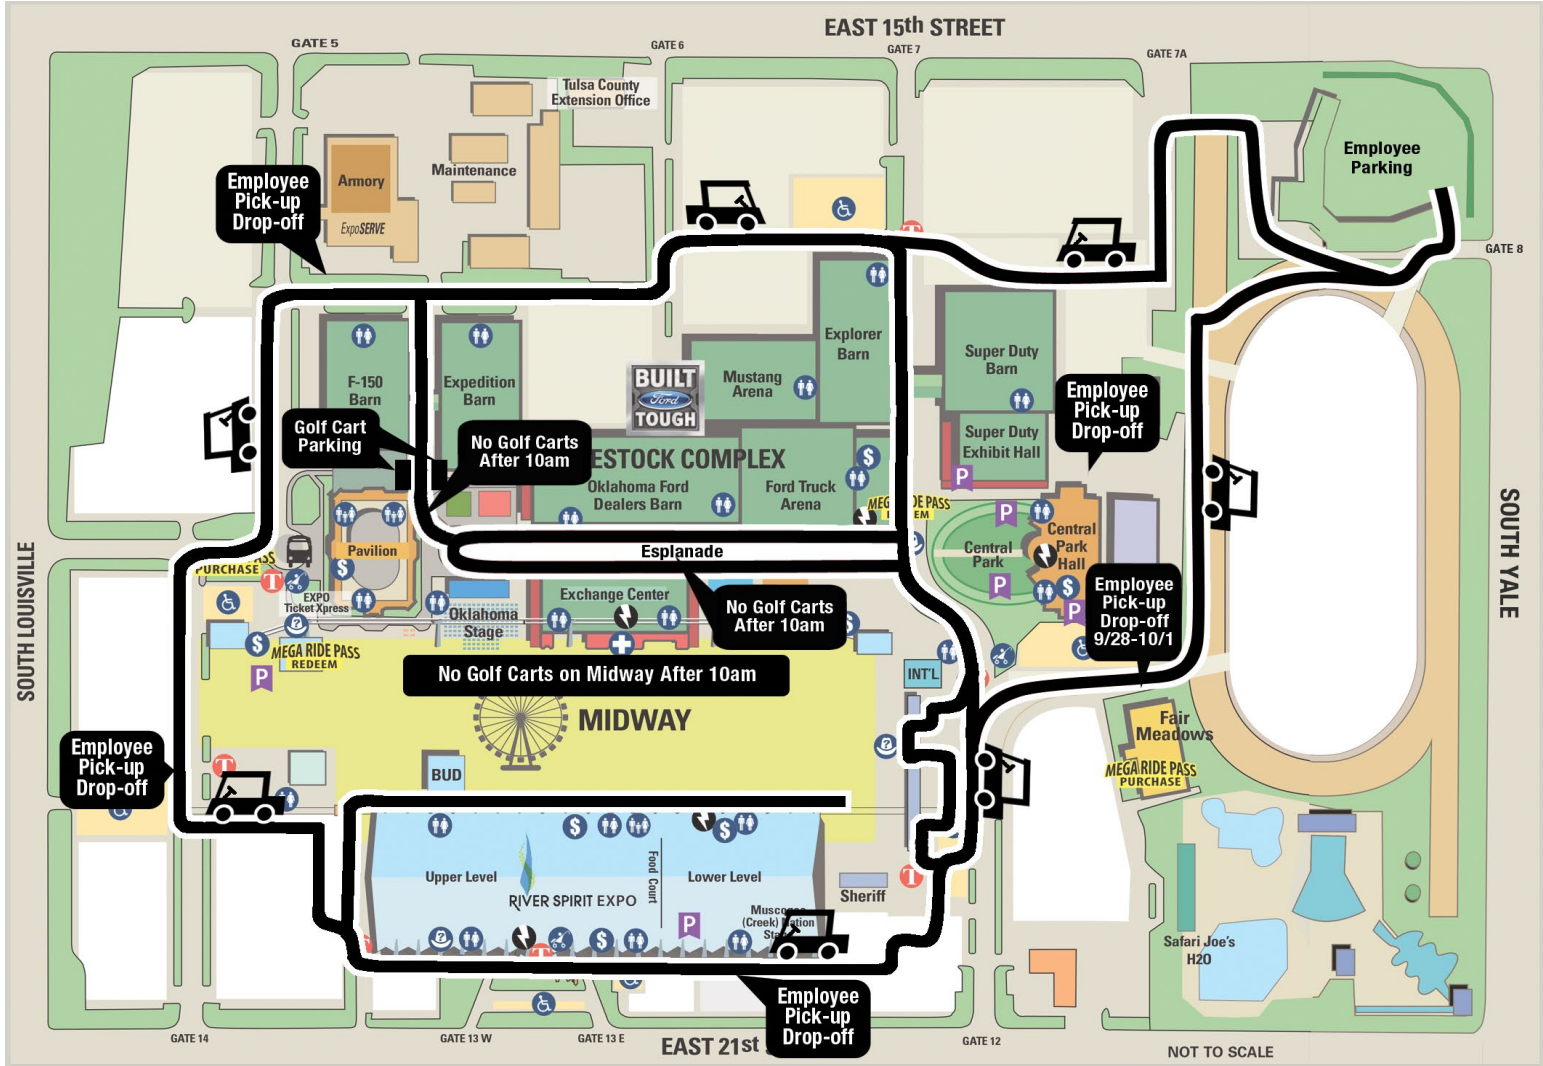 EAST 15th STREET
GATE 5
GATE 6
GATE 7
GATE 7A
Tulsa County
Extension Office
Employee
Parking
Armory
Maintenance
ExpoSERVE
Employee
Pick-up
Drop-off
GATE 8
Explorer
Barn
Super Duty
Barn
F-150
Barn
Expedition
Barn
BUILT
Ford
TOUGH
Mustang
Arena
Employee
Pick-up
Drop-off
Golf Cart
Parking
No Golf Carts
After 10am
ESTOCK COMPLEX
Super Duty
Exhibit Hall
Oklahoma Ford
Dealers Barn
Ford Truck
Arena
$
P
MEGA IDE PASS
REDEEM
P
Central
Park
Central
Park
Hall
P
$
P
SOUTH YALE
SOUTH LOUISVILLE
Pavilion
$
Esplanade
PASS
PURCHASE
T
EXPO
Ticket Xpress
Oklahoma
Stage
Exchange Center
No Golf Carts
After 10am
Employee
Pick-up
Drop-off
9/28-10/1
$
MEGA RIDE PASS
REDEEM
P
$
No Golf Carts on Midway After 10am
INT'L
MIDWAY
Fair
Meadows
MEGA RIDE PASS
PURCHASE
Employee
Pick-up
Drop-off
T
BUD
$
$
Upper Level
Food Court
Lower Level
RIVER SPIRIT EXPO
Sheriff
T
Muscogee
(Creek) Nation
P
$
Safari Joe's
H2O
Employee
Pick-up
Drop-off
GATE 14
GATE 13 W
GATE 13 E
EAST 21st S
GATE 12
NOT TO SCALE